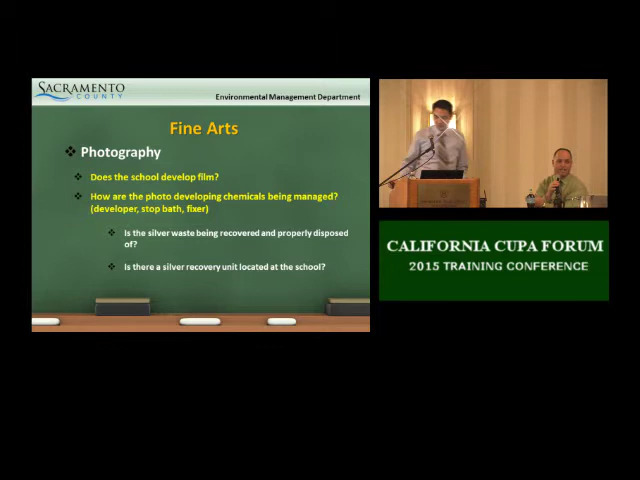 SACRAMENTO
COUNTY
Environmental Management Department
Fine Arts
Photography
Does the school develop film?
How are the photo developing chemicals being managed?
(developer, stop bath, fixer)
Is the silver waste being recovered and properly disposed
of?
Is there a silver recovery unit located at the school?
CALIFORNIA CUPA FORUM
2015 TRAINING CONFERENCE